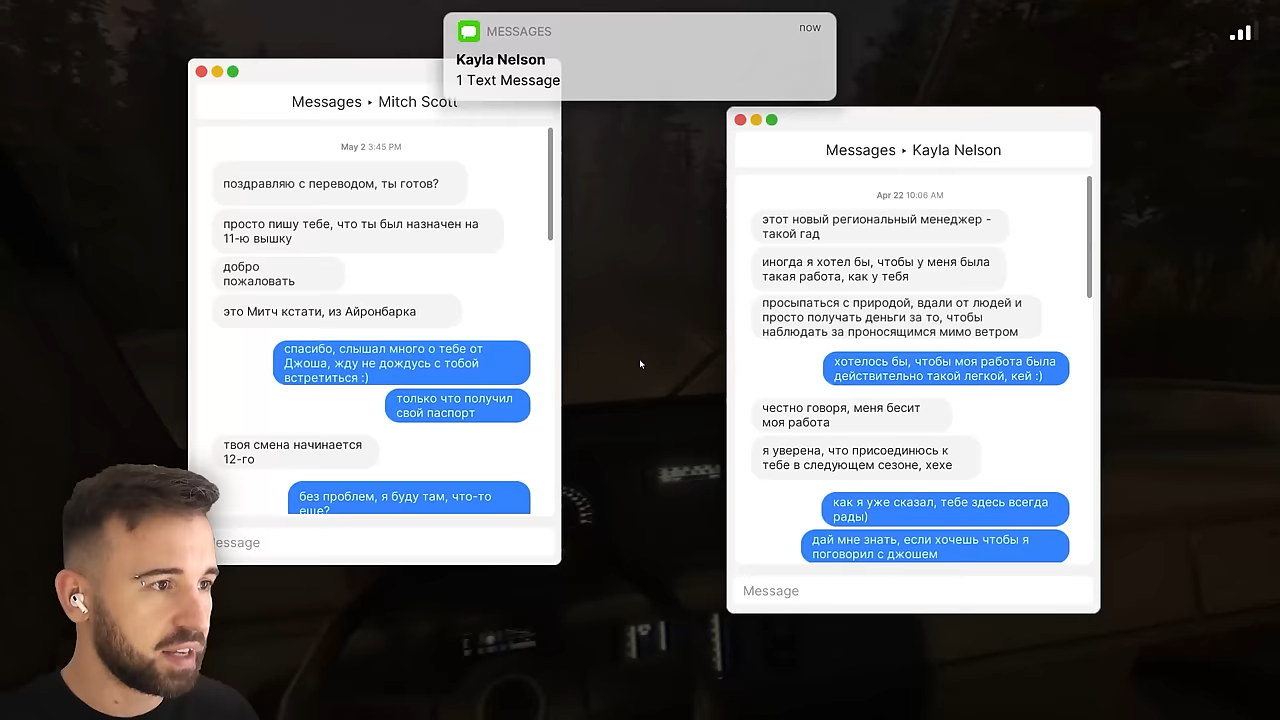 MESSAGES
now
Kayla Nelson
1 Text Message
Messages ‣ Mitch Scott
May 2 3:45 PM
поздравляю с переводом, ты готов?
просто пишу тебе, что ты был назначен на
11-ю вышку
добро
пожаловать
это Митч кстати, из Айронбарка
спасибо, слышал много о тебе от
Джоша, жду не дождусь с тобой
встретиться :)
только что получил
свой паспорт
твоя смена начинается
12-го
без проблем, я буду там, что-то
еще?
essage
Messages ‣ Kayla Nelson
Apr 22 10:06 AM
этот новый региональный менеджер -
такой гад
иногда я хотел бы, чтобы у меня была
такая работа, как у тебя
просыпаться с природой, вдали от людей и
просто получать деньги за то, чтобы
наблюдать за проносящимся мимо ветром
хотелось бы, чтобы моя работа была
действительно такой легкой, кей :)
честно говоря, меня бесит
моя работа
я уверена, что присоединюсь к
тебе в следующем сезоне, хехе
как я уже сказал, тебе здесь всегда
рады)
дай мне знать, если хочешь чтобы я
поговорил с джошем
Message